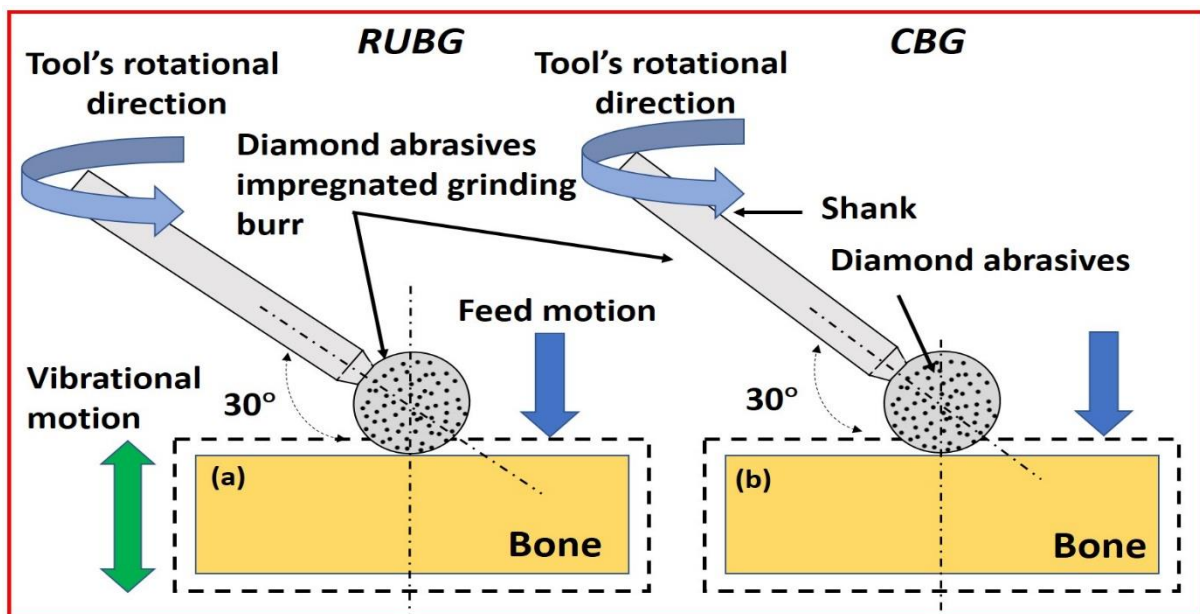 RUBG
Tool's rotational
direction
Diamond abrasives
impregnated grinding
burr
Feed motion
Vibrational
motion
30°
(a)
Bone
CBG
Tool's rotational
direction
Shank
Diamond abrasives
30°
(b)
Bone